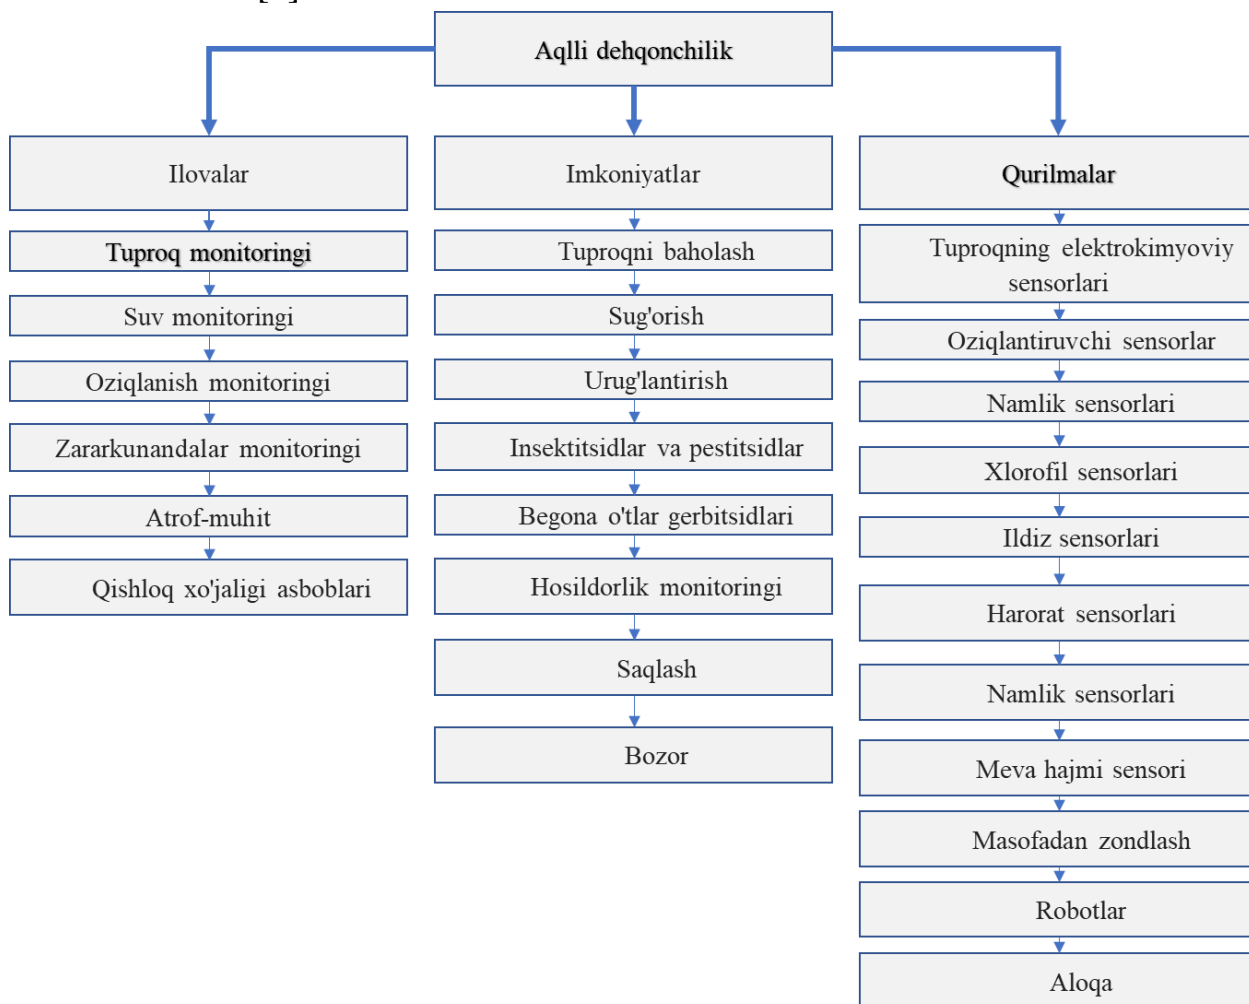 Aqlli dehqonchilik
Ilovalar
Tuproq monitoringi
Suv monitoringi
Oziqlanish monitoringi
Zararkunandalar monitoringi
Atrof-muhit
Qishloq xo'jaligi asboblari
Imkoniyatlar
Tuproqni baholash
Sug'orish
Urug'lantirish
Insektitsidlar va pestitsidlar
Begona o'tlar gerbitsidlari
Hosildorlik monitoringi
Saqlash
Bozor
Qurilmalar
Tuproqning elektrokimyoviy
sensorlari
Oziqlantiruvchi sensorlar
Namlik sensorlari
Xlorofil sensorlari
Ildiz sensorlari
Harorat sensorlari
Namlik sensorlari
Meva hajmi sensori
Masofadan zondlash
Robotlar
Aloqa